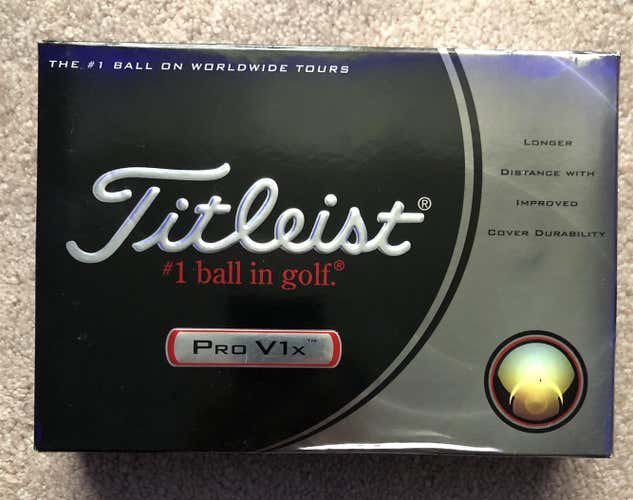 THE #1 BALL ON WORLDWIDE TOURS
Titleist®
#1 ball in golf.®
PRO V1X™
LONGER
DISTANCE WITH
IMPROVED
COVER DURABILITY